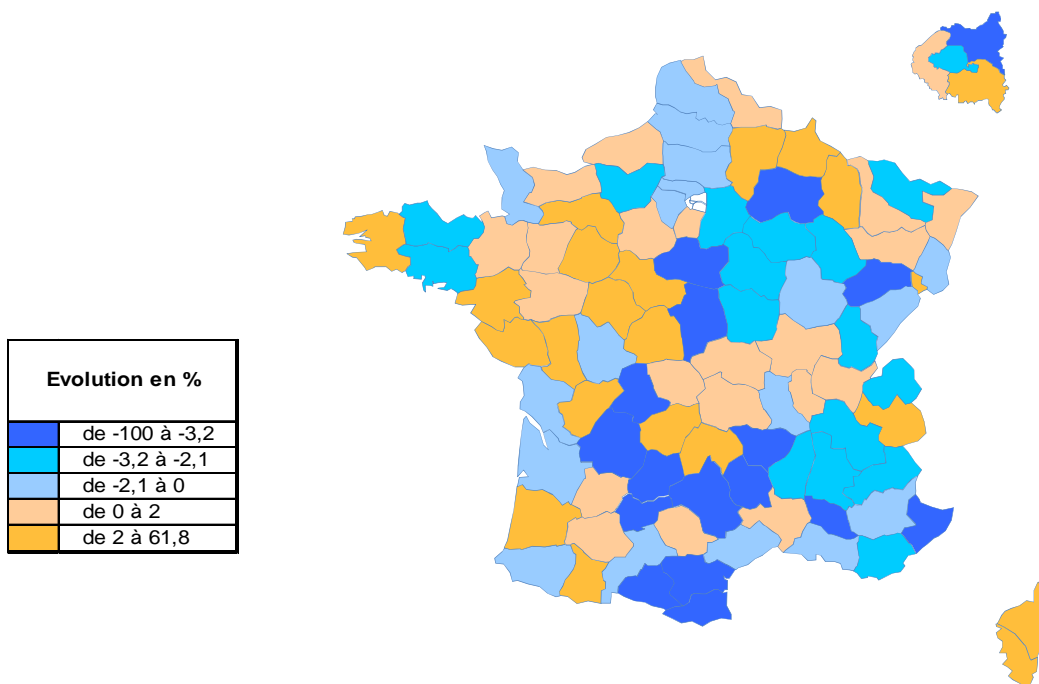 Evolution en %
de -100 à -3,2
de -3,2 à -2,1
de -2,1 à 0
de 0 à 2
de 2 à 61,8